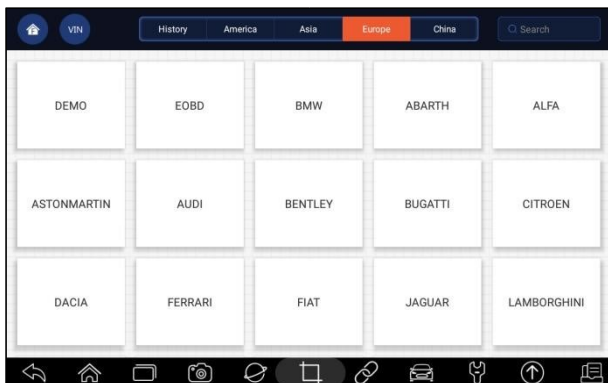 VIN History America Asia Europe China Search
DEMO EOBD BMW ABARTH ALFA
ASTONMARTIN AUDI BENTLEY BUGATTI CITROEN
DACIA FERRARI FIAT JAGUAR LAMBORGHINI